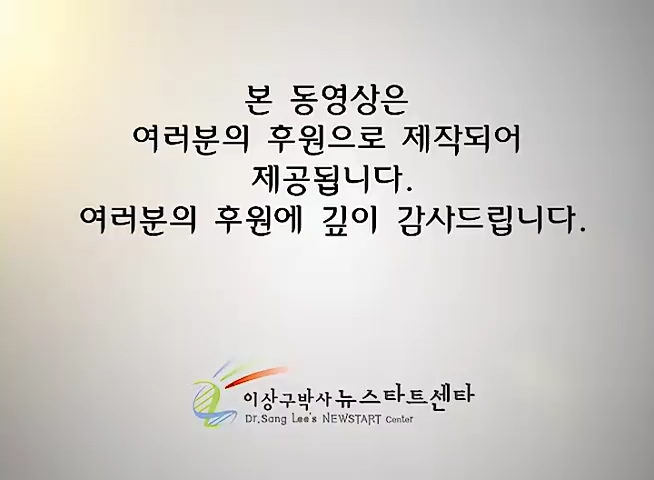 본 동영상은
여러분의 후원으로 제작되어
제공됩니다.
여러분의 후원에 깊이 감사드립니다.
이상구박사 뉴스타트센타
Dr.Sang Lee's NEWSTART Center